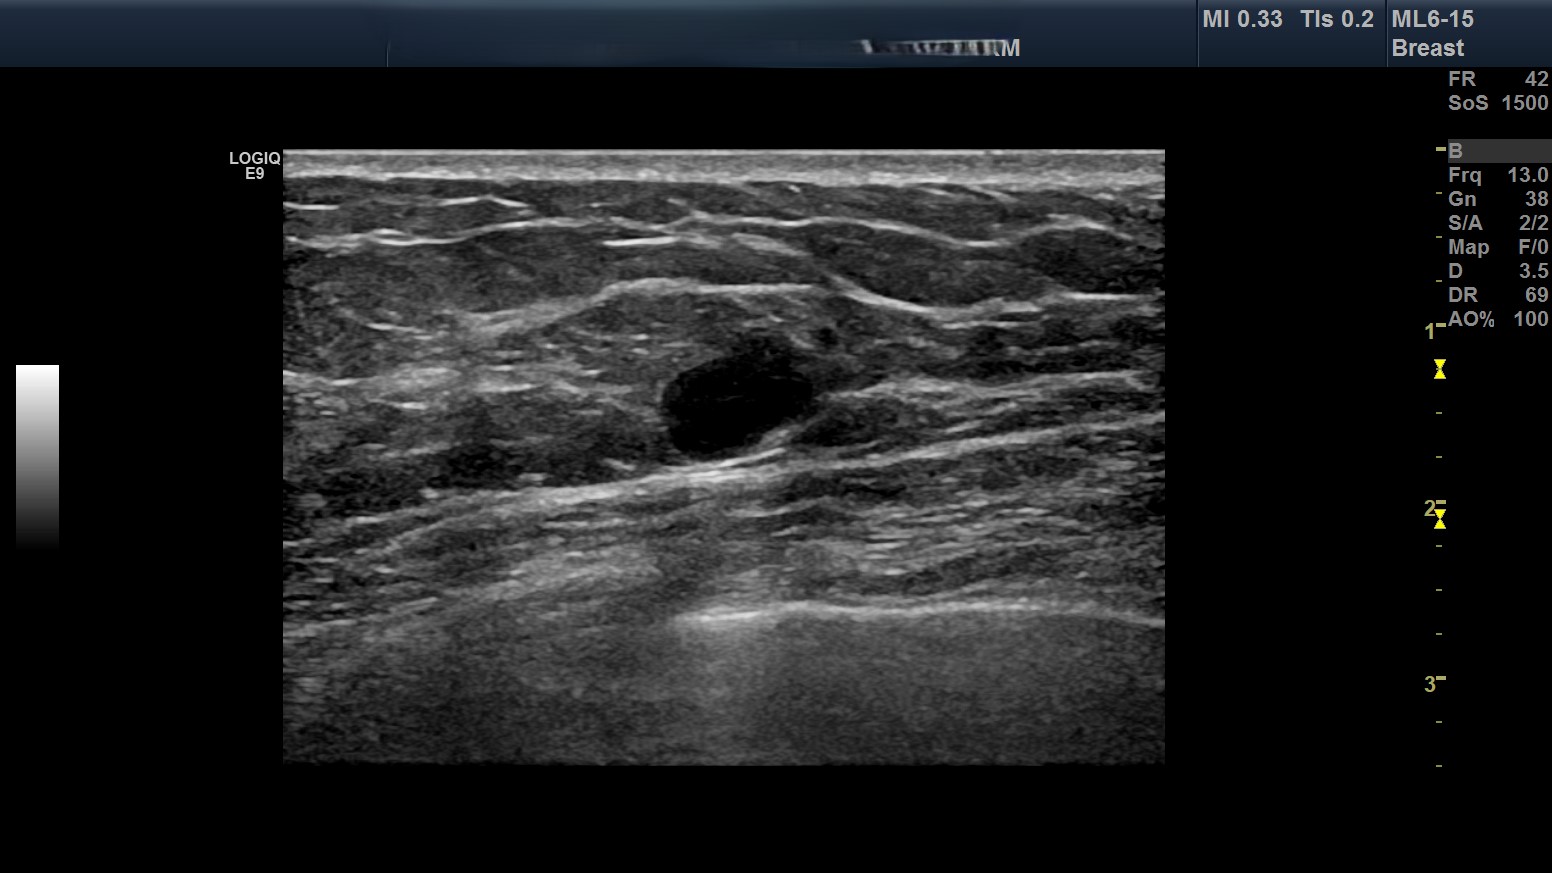 MI 0.33 TIs 0.2
ML6-15
Breast
FR 42
SoS 1500
LOGIQ
E9
B
Frq 13.0
Gn 38
S/A 2/2
Map F/0
D 3.5
DR 69
AO% 100
1
2
3